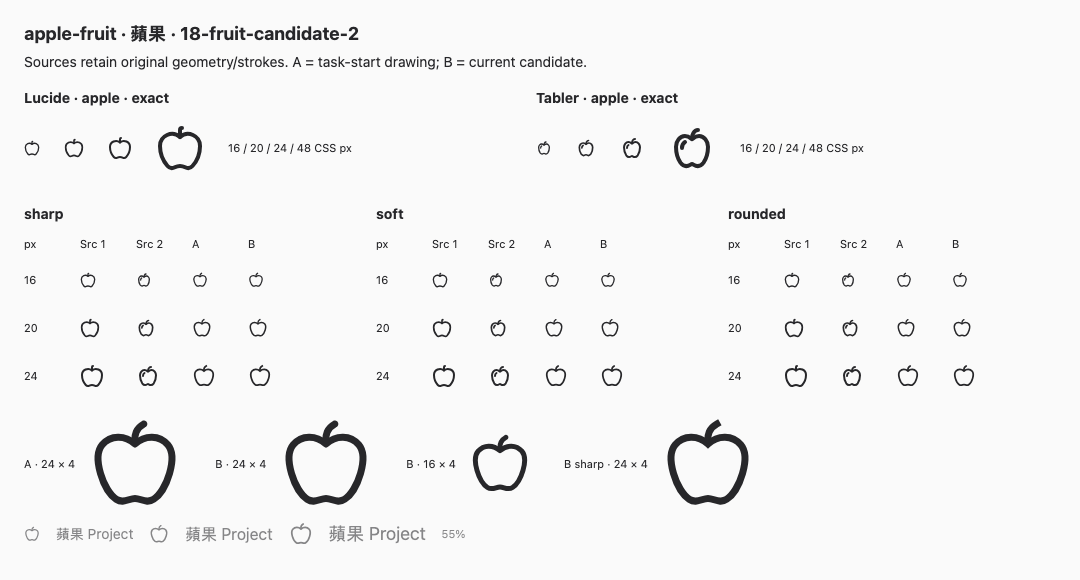 apple-fruit · 蘋果 · 18-fruit-candidate-2
Sources retain original geometry/strokes. A = task-start drawing; B = current candidate.
Lucide · apple · exact
Tabler · apple · exact
16 / 20 / 24 / 48 CSS px
16 / 20 / 24 / 48 CSS px
sharp
soft
rounded
px Src 1 Src 2 A B
px Src 1 Src 2 A B
px Src 1 Src 2 A B
16
16
16
20
20
20
24
24
24
A · 24 × 4
B · 24 × 4
B · 16 × 4
B sharp · 24 × 4
蘋果 Project
蘋果 Project
蘋果 Project
55%